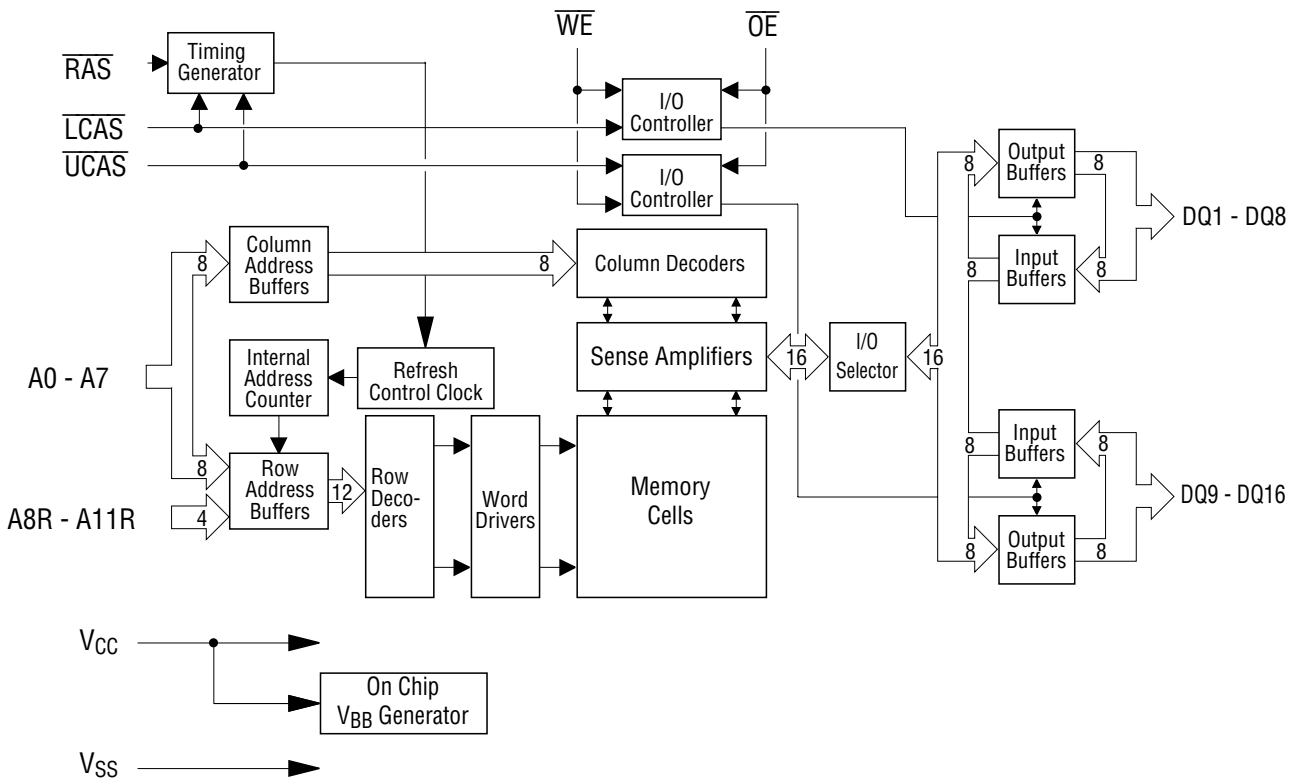 WE
OE
Timing
Generator
RAS
LCAS
UCAS
I/O
Controller
I/O
Controller
Output
Buffers
8
8
DQ1 - DQ8
Input
Buffers
8
8
Column
Address
Buffers
8
8
Column Decoders
A0 - A7
Internal
Address
Counter
Refresh
Control Clock
Sense Amplifiers
16
I/O
Selector
16
8
Row
Address
Buffers
12
A8R - A11R
4
Row
Deco-
ders
Word
Drivers
Memory
Cells
Input
Buffers
8
8
DQ9 - DQ16
Output
Buffers
8
8
VCC
On Chip
VBB Generator
VSS